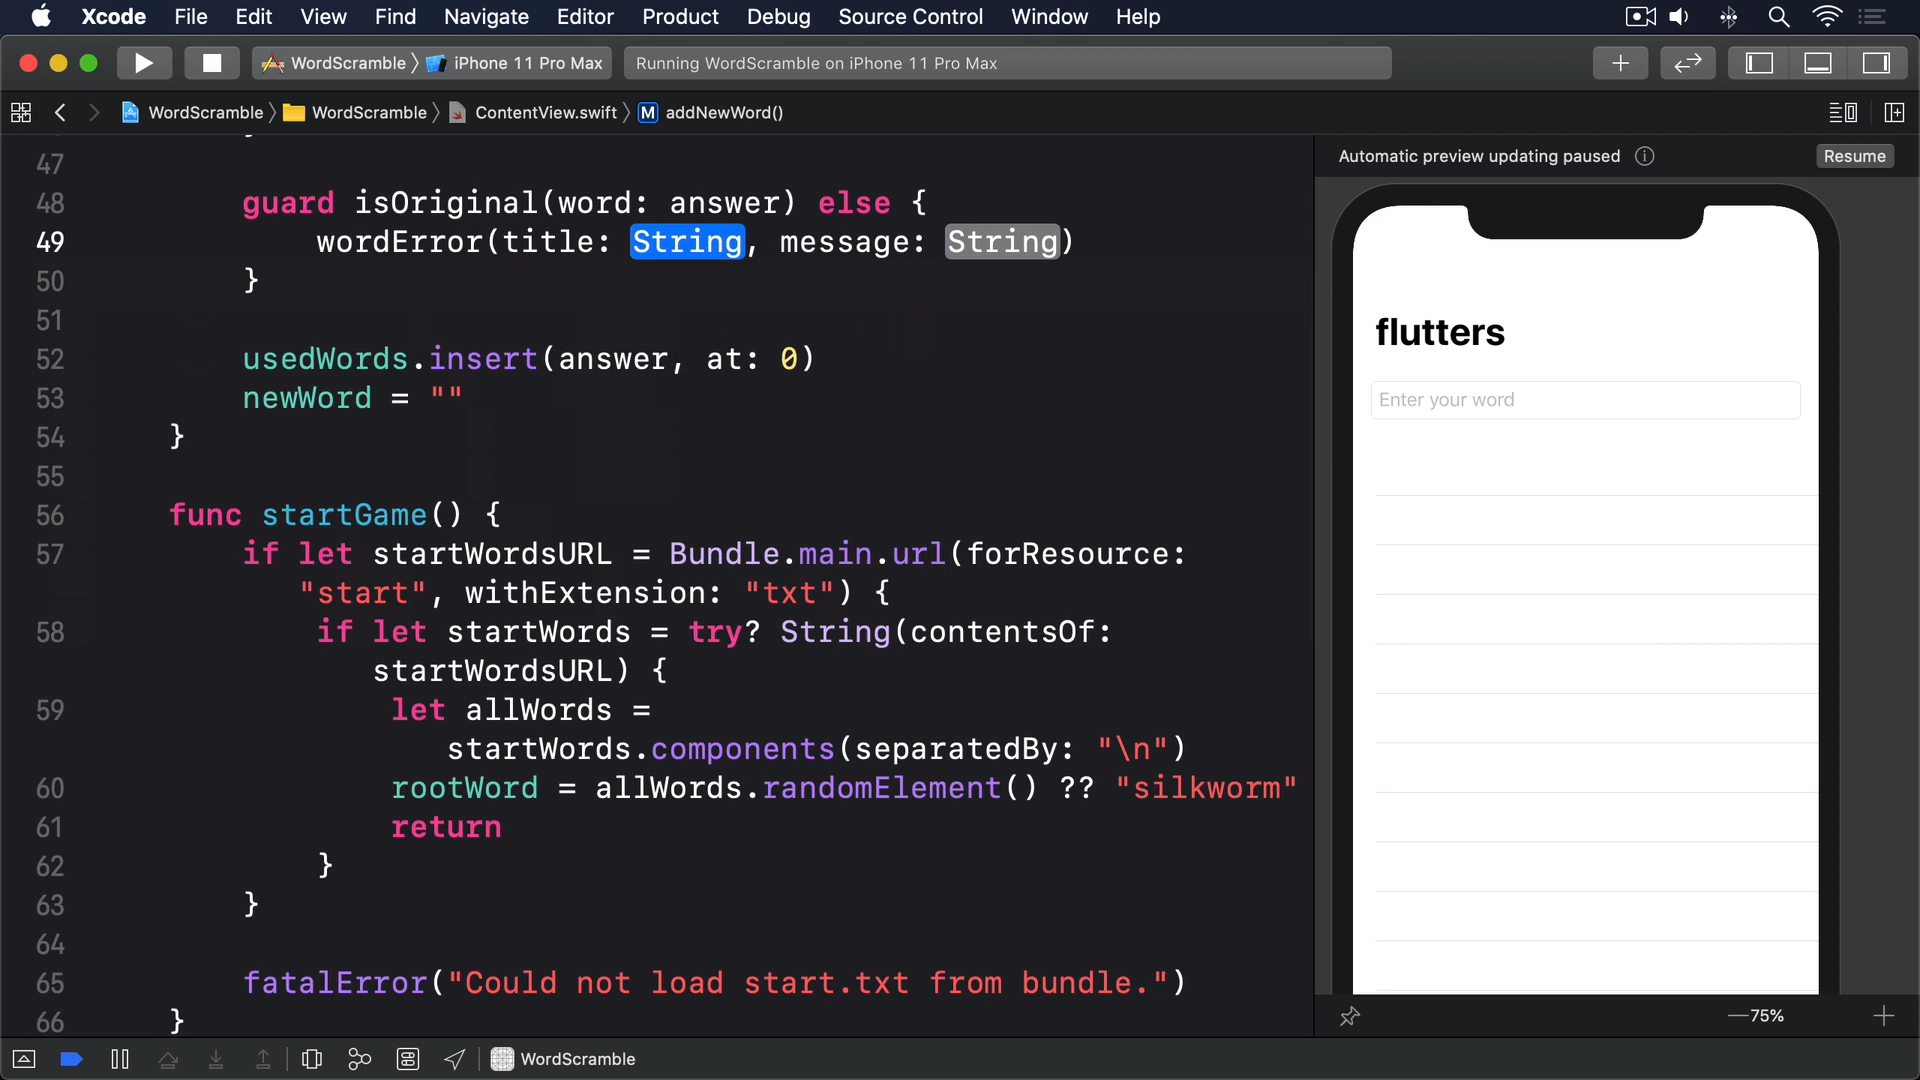 Xcode File Edit View Find Navigate Editor Product Debug Source Control Window Help
WordScramble iPhone 11 Pro Max Running WordScramble on iPhone 11 Pro Max
WordScramble WordScramble ContentView.swift M addNewWord()
Automatic preview updating paused Resume
47
48 guard isOriginal(word: answer) else {
49 wordError(title: String, message: String)
50 }
51
52 usedWords.insert(answer, at: 0)
53 newWord = ""
54 }
55
56 func startGame() {
57 if let startWordsURL = Bundle.main.url(forResource:
"start", withExtension: "txt") {
58 if let startWords = try? String(contentsOf:
startWordsURL) {
59 let allWords =
startWords.components(separatedBy: "\n")
60 rootWord = allWords.randomElement() ?? "silkworm"
61 return
62 }
63 }
64
65 fatalError("Could not load start.txt from bundle.")
66 }
flutters
Enter your word
75%
WordScramble